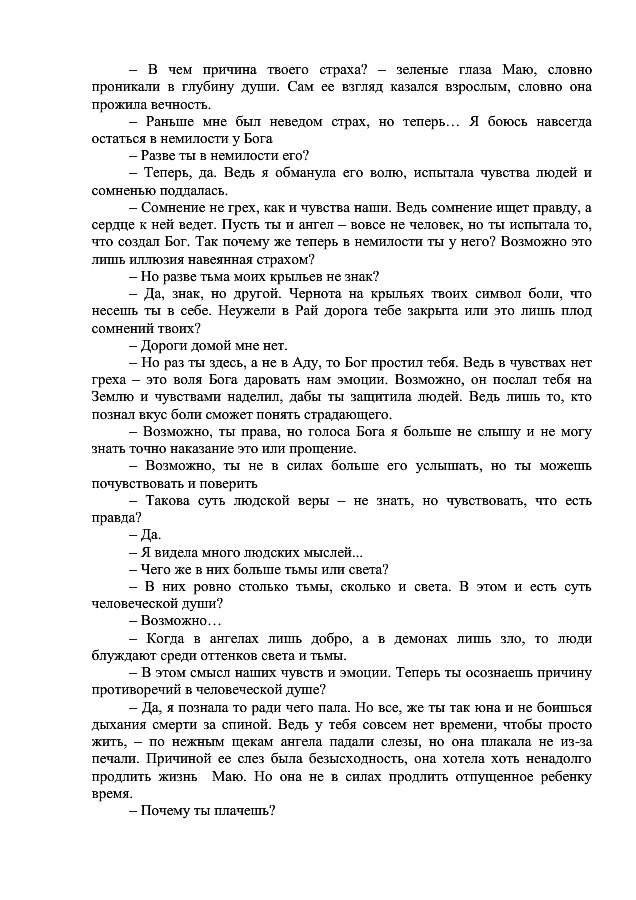 – В чем причина твоего страха? – зеленые глаза Маю, словно
проникали в глубину души. Сам ее взгляд казался взрослым, словно она
прожила вечность.
– Раньше мне был неведом страх, но теперь… Я боюсь навсегда
остаться в немилости у Бога
– Разве ты в немилости его?
– Теперь, да. Ведь я обманула его волю, испытала чувства людей и
сомненью поддалась.
– Сомнение не грех, как и чувства наши. Ведь сомнение ищет правду, а
сердце к ней ведет. Пусть ты и ангел – вовсе не человек, но ты испытала то,
что создал Бог. Так почему же теперь в немилости ты у него? Возможно это
лишь иллюзия навеянная страхом?
– Но разве тьма моих крыльев не знак?
– Да, знак, но другой. Чернота на крыльях твоих символ боли, что
несешь ты в себе. Неужели в Рай дорога тебе закрыта или это лишь плод
сомнений твоих?
– Дороги домой мне нет.
– Но раз ты здесь, а не в Аду, то Бог простил тебя. Ведь в чувствах нет
греха – это воля Бога даровать нам эмоции. Возможно, он послал тебя на
Землю и чувствами наделил, дабы ты защитила людей. Ведь лишь то, кто
познал вкус боли сможет понять страдающего.
– Возможно, ты права, но голоса Бога я больше не слышу и не могу
знать точно наказание это или прощение.
– Возможно, ты не в силах больше его услышать, но ты можешь
почувствовать и поверить
– Такова суть людской веры – не знать, но чувствовать, что есть
правда?
– Да.
– Я видела много людских мыслей...
– Чего же в них больше тьмы или света?
– В них ровно столько тьмы, сколько и света. В этом и есть суть
человеческой души?
– Возможно…
– Когда в ангелах лишь добро, а в демонах лишь зло, то люди
блуждают среди оттенков света и тьмы.
– В этом смысл наших чувств и эмоции. Теперь ты осознаешь причину
противоречий в человеческой душе?
– Да, я познала то ради чего пала. Но все, же ты так юна и не боишься
дыхания смерти за спиной. Ведь у тебя совсем нет времени, чтобы просто
жить, – по нежным щекам ангела падали слезы, но она плакала не из-за
печали. Причиной ее слез была безысходность, она хотела хоть ненадолго
продлить жизнь Маю. Но она не в силах продлить отпущенное ребенку
время.
– Почему ты плачешь?